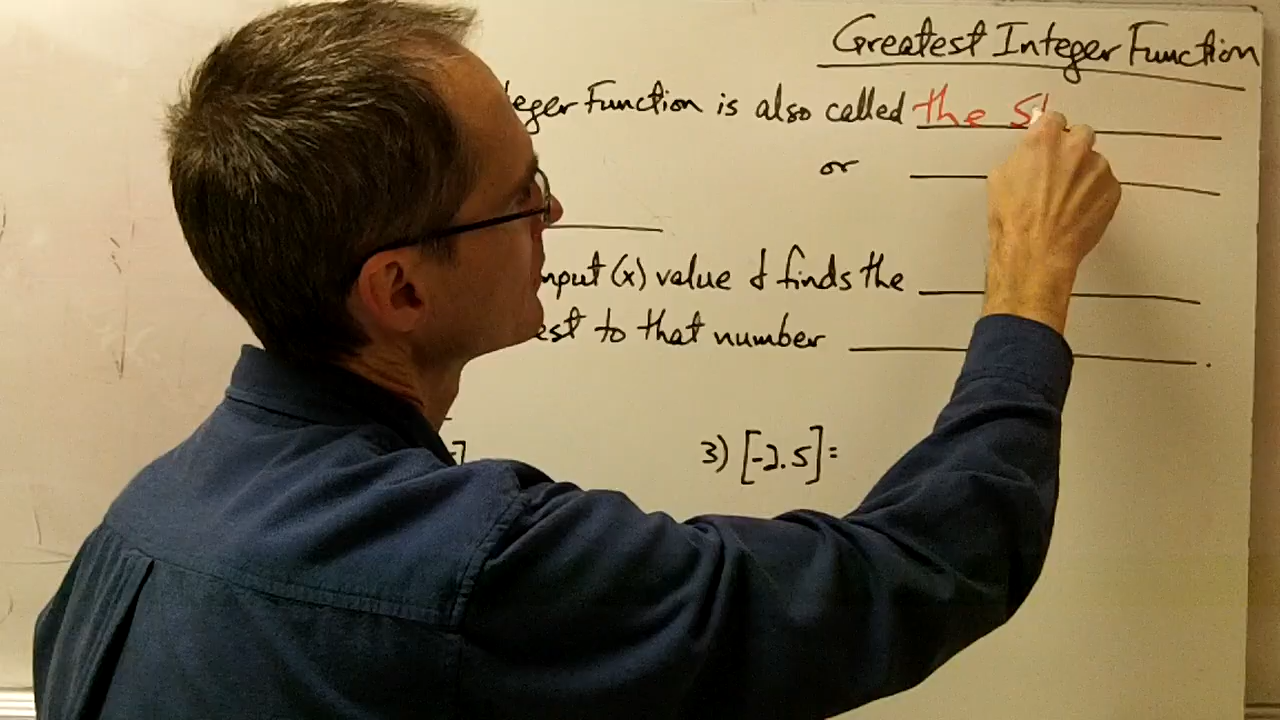 Greatest Integer Function
teger Function is also called the St
or
nput (x) value & finds the
est to that number .
3) [-2.5]=